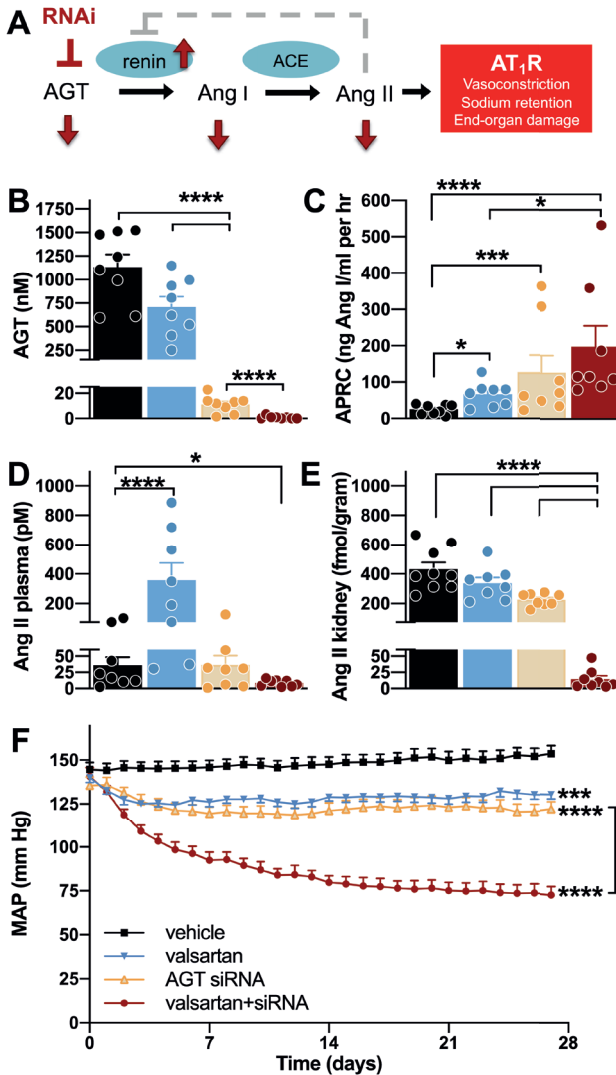 A
RNAi
renin
ACE
AGT
Ang I
Ang II
AT1R
Vasoconstriction
Sodium retention
End-organ damage
B
AGT (nM)
1750
1500
1250
1000
750
500
250
20
0
****
****
C
APRC (ng Ang I/ml per hr)
600
500
400
300
200
100
0
****
*
***
*
D
Ang II plasma (pM)
1000
800
600
400
200
50
25
0
*
****
E
Ang II kidney (fmol/gram)
1000
800
600
400
200
50
25
0
****
F
MAP (mm Hg)
150
125
100
75
50
25
0
***
****
****
vehicle
valsartan
AGT siRNA
valsartan+siRNA
0
7
14
21
28
Time (days)